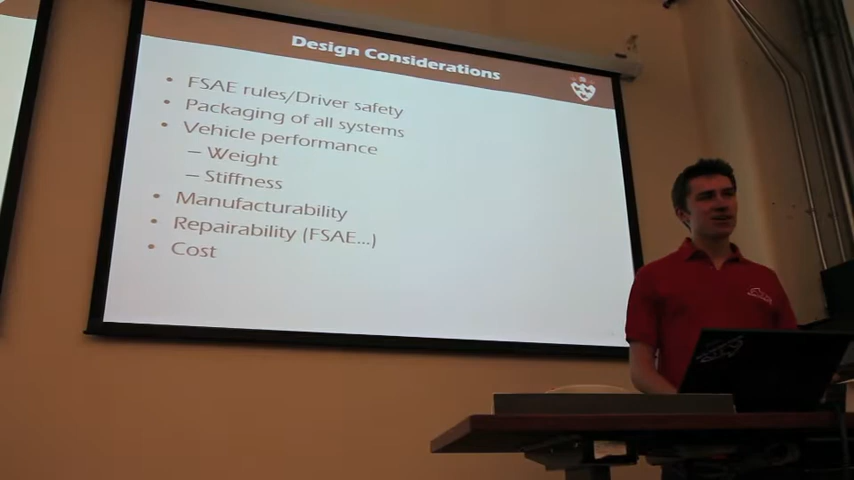 Design Considerations
• FSAE rules/Driver safety
• Packaging of all systems
• Vehicle performance
– Weight
– Stiffness
• Manufacturability
• Repairability (FSAE...)
• Cost